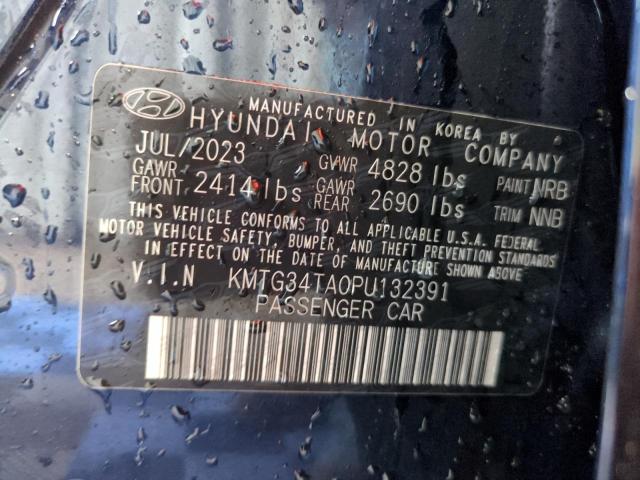 MANUFACTURED IN KOREA BY
HYUNDAI MOTOR COMPANY
JUL/2023 GVWR 4828 lbs PAINT NRB
GAWR FRONT 2414 lbs GAWR REAR 2690 lbs TRIM NNB
THIS VEHICLE CONFORMS TO ALL APPLICABLE U.S.A. FEDERAL
MOTOR VEHICLE SAFETY, BUMPER, AND THEFT PREVENTION STANDARDS
IN EFFECT ON THE DATE OF MANUFACTURE SHOWN ABOVE.
V.I.N KMTG34TA0PU132391
PASSENGER CAR